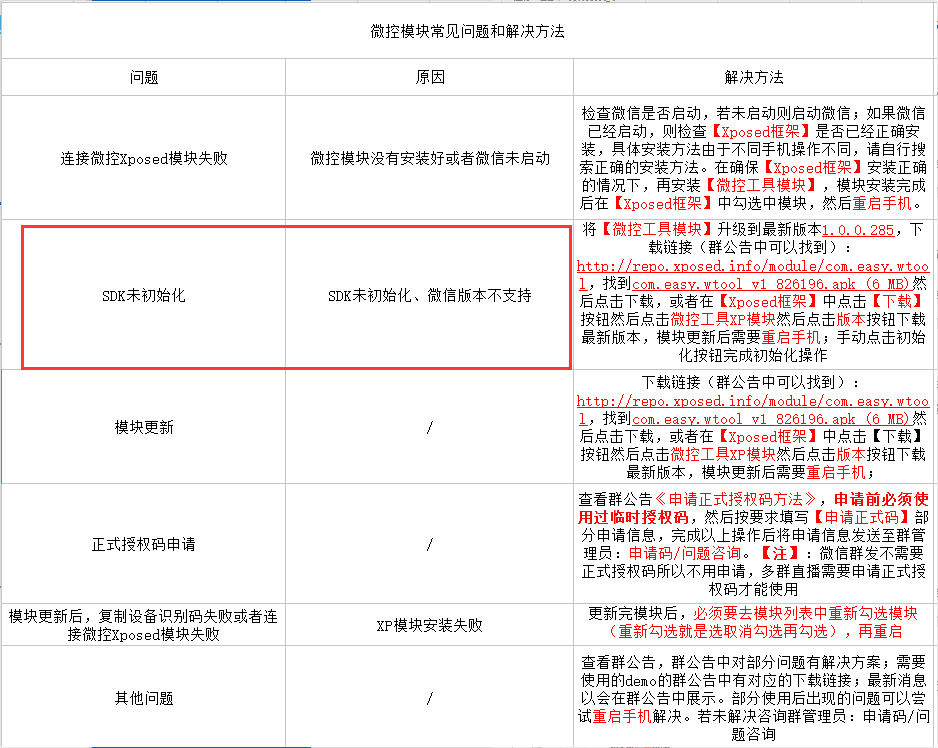 微控模块常见问题和解决方法
问题
原因
解决方法
连接微控Xposed模块失败
微控模块没有安装好或者微信未启动
检查微信是否启动，若未启动则启动微信；如果微信
已经启动，则检查【Xposed框架】是否已经正确安
装，具体安装方法由于不同手机操作不同，请自行搜
索正确的安装方法。在确保【Xposed框架】安装正确
的情况下，再安装【微控工具模块】，模块安装完成
后在【Xposed框架】中勾选中模块，然后重启手机。
SDK未初始化
SDK未初始化、微信版本不支持
将【微控工具模块】升级到最新版本1.0.0.285，下
载链接（群公告中可以找到）：
http://repo.xposed.info/module/com.easy.wtoo
l，找到com.easy.wtool_v1_826196.apk (6 MB)然
后点击下载，或者在【Xposed框架】中点击【下载】
按钮然后点击微控工具XP模块然后点击版本按钮下载
最新版本，模块更新后需要重启手机；手动点击初始
化按钮完成初始化操作
模块更新
/
下载链接（群公告中可以找到）：
http://repo.xposed.info/module/com.easy.wtoo
l，找到com.easy.wtool_v1_826196.apk (6 MB)然
后点击下载，或者在【Xposed框架】中点击【下载】
按钮然后点击微控工具XP模块然后点击版本按钮下载
最新版本，模块更新后需要重启手机；
正式授权码申请
/
查看群公告《申请正式授权码方法》，申请前必须使
用过临时授权码，然后按要求填写【申请正式码】部
分申请信息，完成以上操作后将申请信息发送至群管
理员：申请码/问题咨询。【注】：微信群发不需要
正式授权码所以不用申请，多群直播需要申请正式授
权码才能使用
模块更新后，复制设备识别码失败或者连
接微控Xposed模块失败
XP模块安装失败
更新完模块后，必须要去模块列表中重新勾选模块
（重新勾选就是选取消勾选再勾选），再重启
其他问题
/
查看群公告，群公告中对部分问题有解决方案；需要
使用的demo的群公告中有对应的下载链接；最新消息
以会在群公告中展示。部分使用后出现的问题可以尝
试重启手机解决。若未解决咨询群管理员：申请码/问
题咨询